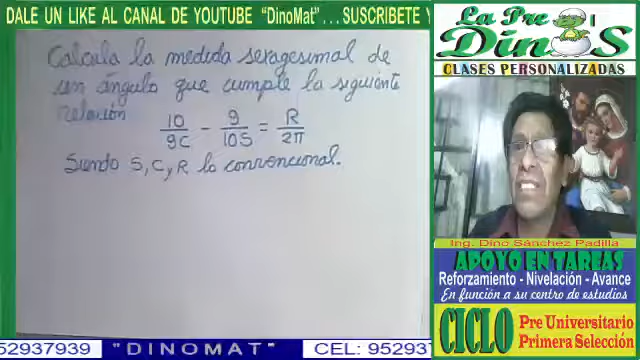 DALE UN LIKE AL CANAL DE YOUTUBE "DinoMat"... SUSCRIBETE Y
Calcula la medida sexagesimal de
un ángulo que cumple la siguiente
relación
10/9C - 9/10S = R/2π
Siendo S, C, y R lo convencional.
La Pre
DinoS
CLASES PERSONALIZADAS
Ing. Dino Sánchez Padilla
APOYO EN TAREAS
Reforzamiento - Nivelación - Avance
En función a su centro de estudios
CICLO Pre Universitario
Primera Selección
52937939 "DINOMAT" CEL: 95293